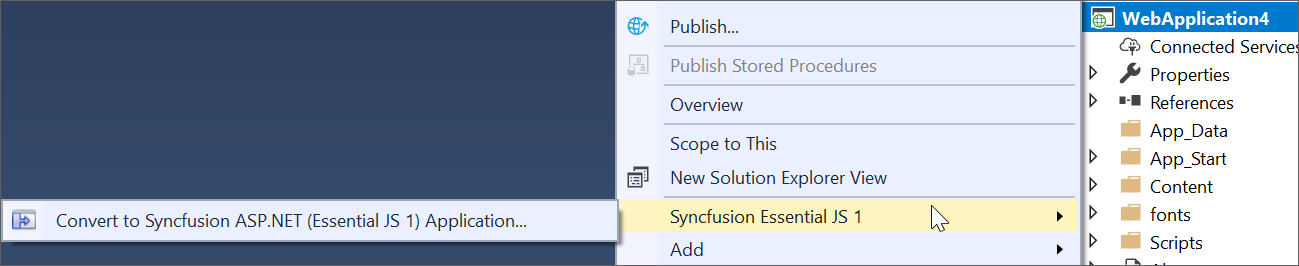 Publish...
Publish Stored Procedures
Overview
Scope to This
New Solution Explorer View
Syncfusion Essential JS 1
Add
Convert to Syncfusion ASP.NET (Essential JS 1) Application...
WebApplication4
Connected Services
Properties
References
App_Data
App_Start
Content
fonts
Scripts